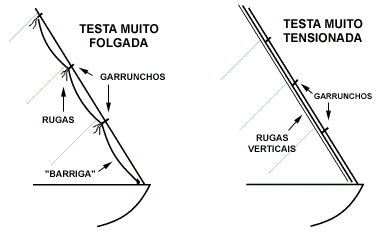 TESTA MUITO
FOLGADA
GARRUNCHOS
RUGAS
"BARRIGA"
TESTA MUITO
TENSIONADA
GARRUNCHOS
RUGAS
VERTICAIS